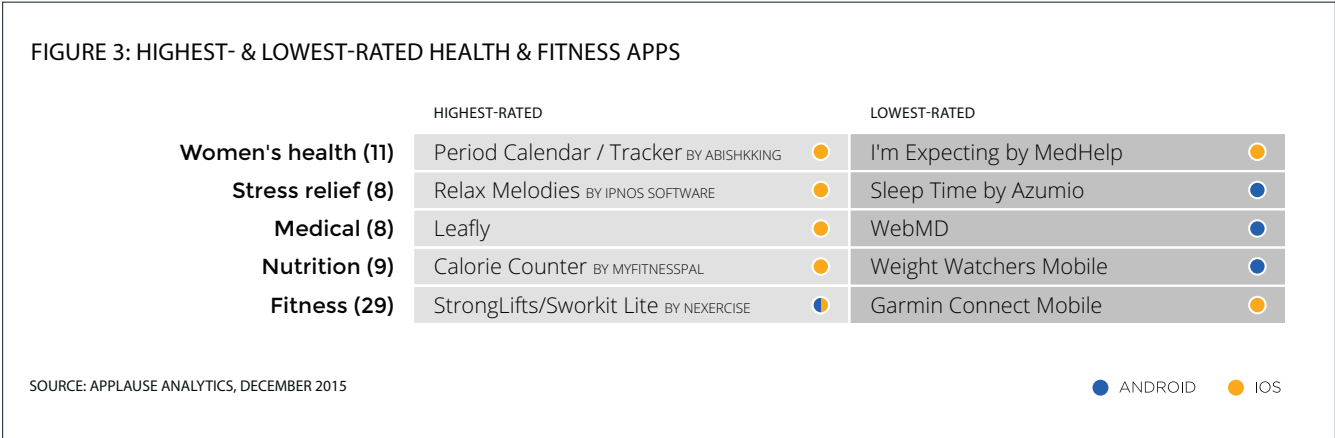 FIGURE 3: HIGHEST- & LOWEST-RATED HEALTH & FITNESS APPS
HIGHEST-RATED LOWEST-RATED
Women's health (11) Period Calendar / Tracker BY ABISHKKING I'm Expecting by MedHelp
Stress relief (8) Relax Melodies BY IPNOS SOFTWARE Sleep Time by Azumio
Medical (8) Leafly WebMD
Nutrition (9) Calorie Counter BY MYFITNESSPAL Weight Watchers Mobile
Fitness (29) StrongLifts/Sworkit Lite BY NEXERCISE Garmin Connect Mobile
SOURCE: APPLAUSE ANALYTICS, DECEMBER 2015 ANDROID IOS